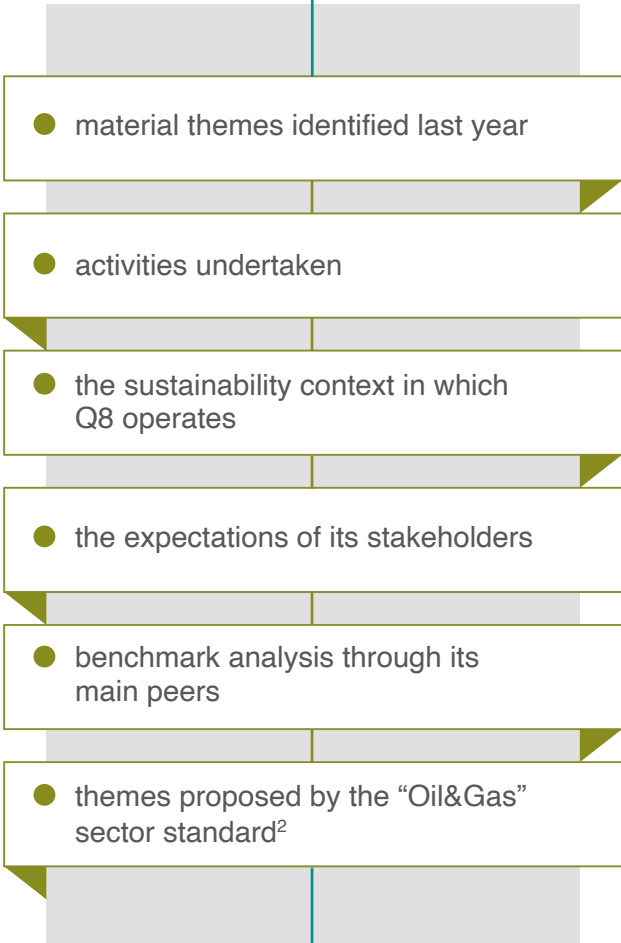 material themes identified last year
activities undertaken
the sustainability context in which
Q8 operates
the expectations of its stakeholders
benchmark analysis through its
main peers
themes proposed by the “Oil&Gas”
sector standard²